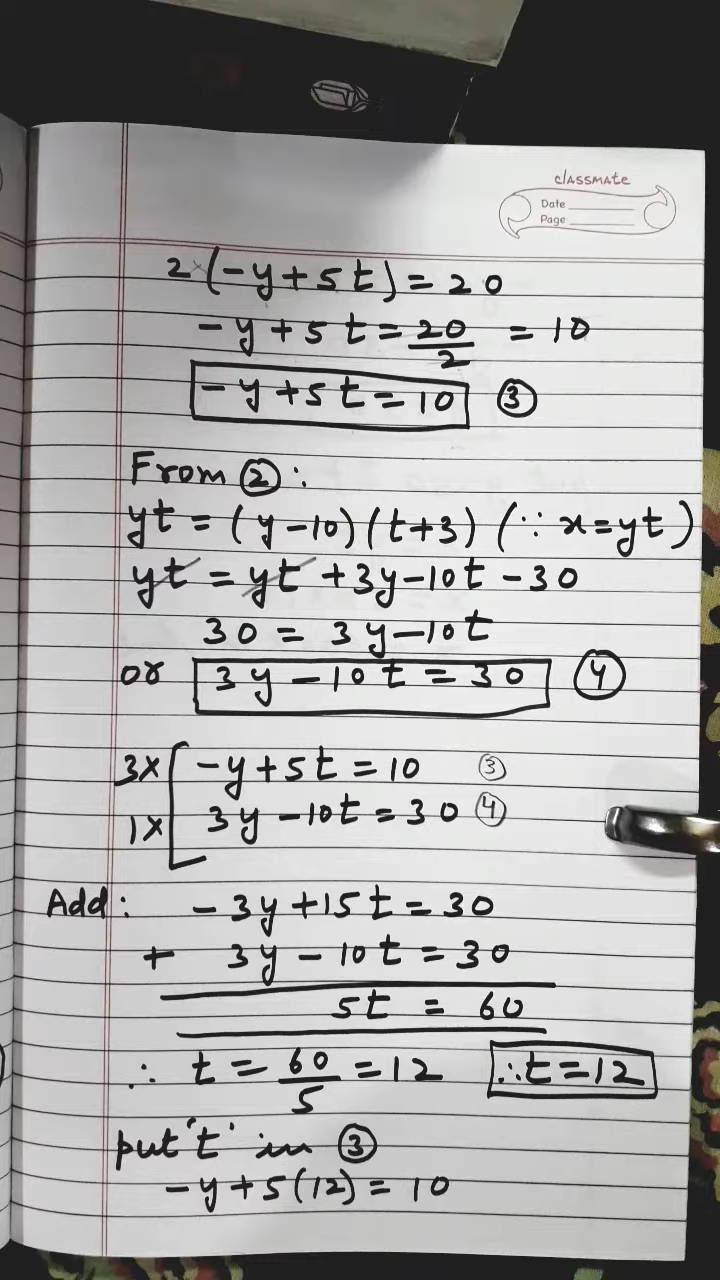 classmate
Date
Page
2×(-y+5t)=20
-y+5t=20/2 =10
-y+5t=10 ③
From ②:
yt=(y-10)(t+3) (∵ x=yt)
yt=yt+3y-10t-30
30=3y-10t
or 3y-10t=30 ④
3× -y+5t=10 ③
1× 3y-10t=30 ④
Add: -3y+15t=30
+ 3y-10t=30
5t = 60
∴ t=60/5=12 ∴t=12
put 't' in ③
-y+5(12)=10